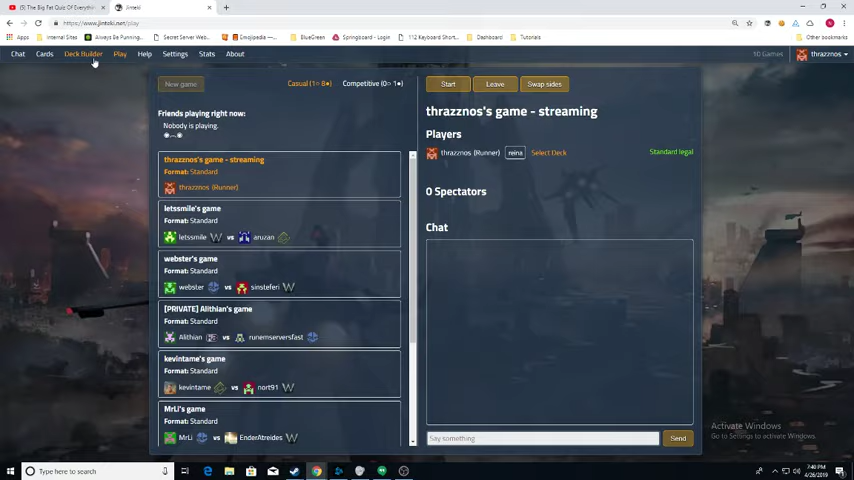 (5) The Big Fat Quiz Of Everythin
Jinteki
https://www.jinteki.net/play
Apps
Internal Sites
Always Be Running...
Secret Server Web...
Emojipedia —
BlueGreen
Springboard - Login
112 Keyboard Short...
Dashboard
Tutorials
Other bookmarks
Chat
Cards
Deck Builder
Play
Help
Settings
Stats
About
10 Games
thrazznos
New game
Casual (1○ 8●)
Competitive (0○ 1●)
Friends playing right now:
Nobody is playing.
thrazznos's game - streaming
Format: Standard
thrazznos (Runner)
letssmile's game
Format: Standard
letssmile vs aruzan
webster's game
Format: Standard
webster vs sinsteferi
[PRIVATE] Alithian's game
Format: Standard
Alithian vs runemserversfast
kevintame's game
Format: Standard
kevintame vs nort91
MrLi's game
Format: Standard
MrLi vs EnderAtreides
Start
Leave
Swap sides
thrazznos's game - streaming
Players
thrazznos (Runner) reina Select Deck
Standard legal
0 Spectators
Chat
Say something
Send
Activate Windows
Go to Settings to activate Windows.
Type here to search
7:40 PM
4/26/2019